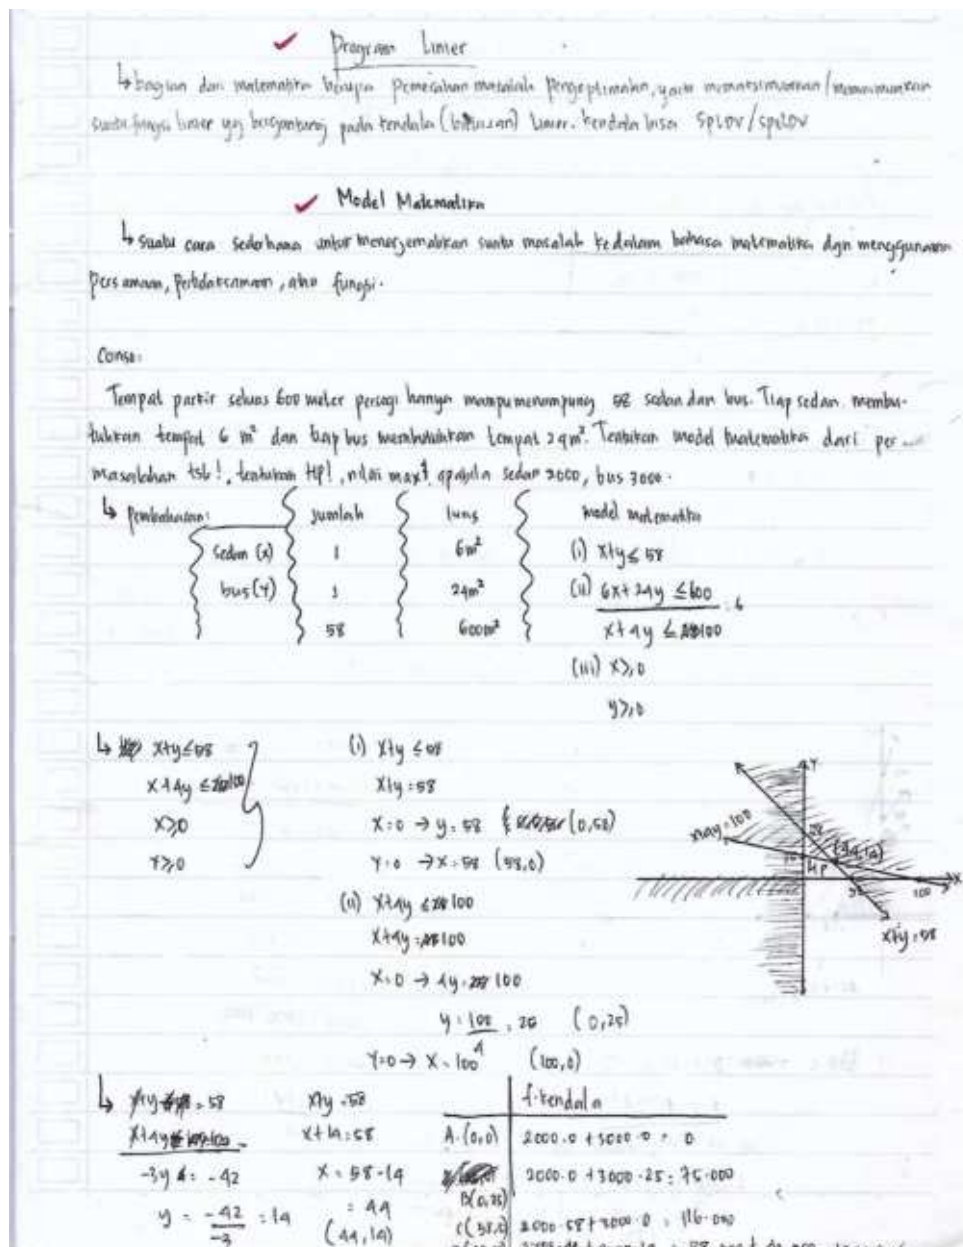 Program Linier
↳ bagian dari matematika berupa pemecahan masalah pengoptimalan, yaitu memaksimumkan/meminimumkan
suatu fungsi linier yg bergantung pada kendala (batasan) linier. kendala bisa SPLDV/SPtLDV
Model Matematika
↳ suatu cara sederhana untuk menerjemahkan suatu masalah kedalam bahasa matematika dgn menggunakan
persamaan, pertidaksamaan, atau fungsi.
Tempat parkir seluas 600 meter persegi hanya mampu menampung 58 sedan dan bus. Tiap sedan membu-
tuhkan tempat 6 m² dan tiap bus membutuhkan tempat 24m². Tentukan model matematika dari per-
masalahan tsb!, tentukan HP!, nilai max apabila sedan 2000, bus 3000.
↳ Pembahasan: jumlah luas model matematika
sedan (x) 1 6m² (i) x+y≤58
bus(y) 1 24m² (ii) 6x+24y ≤600 :6
58 600m² x+4y ≤100
(iii) x≥0
y≥0
↳ x+y≤58 (i) x+y ≤58
x+4y ≤100 x+y=58
x≥0 x=0 → y=58 (0,58)
y≥0 y=0 → x=58 (58,0)
(ii) x+4y ≤100
x+4y=100
x=0 → 4y=100
y=100/4 = 25 (0,25)
y=0 → x=100 (100,0)
Y
x+4y=100
58
(44,14)
25
HP
58
100
X
x+y=58
↳ x+y=58 x+y=58 f. kendala
x+4y=100 - x+14=58 A.(0,0) 2000.0+3000.0 = 0
-3y = -42 x=58-14 B(0,25) 2000.0+3000.25=75.000
y = -42/-3 = 14 = 44 C(58,0) 2000.58+3000.0 = 116.000
(44,14)